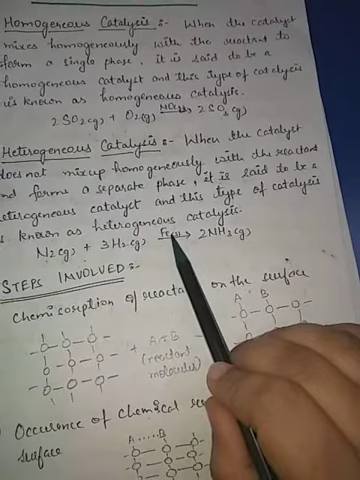 Homogeneous Catalysis :- When the catalyst
mixes homogeneously with the reactant to
form a single phase, it is said to be a
homogeneous catalyst and this type of catalysis
is known as homogeneous catalysis.
2SO2(g) + O2(g) NO(g)→ 2SO3(g)
Heterogeneous Catalysis :- When the catalyst
does not mixup homogeneously with the reactant
and forms a separate phase, it is said to be a
heterogeneous catalyst and this type of catalysis
is known as heterogeneous catalysis.
N2(g) + 3H2(g) → 2NH3(g)
STEPS INVOLVED :-
Chemisorption of on the surface
A B
+ A & B
(reactant
molecules)
Occurence of Chemical
surface
A ..... B